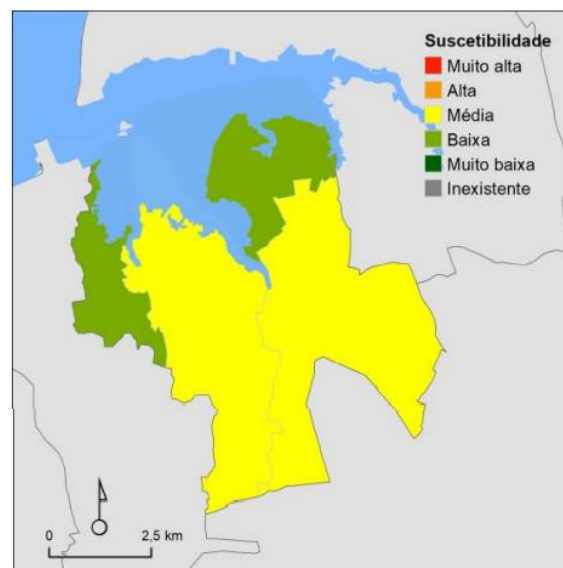 Suscetibilidade
Muito alta
Alta
Média
Baixa
Muito baixa
Inexistente
0 2,5 km